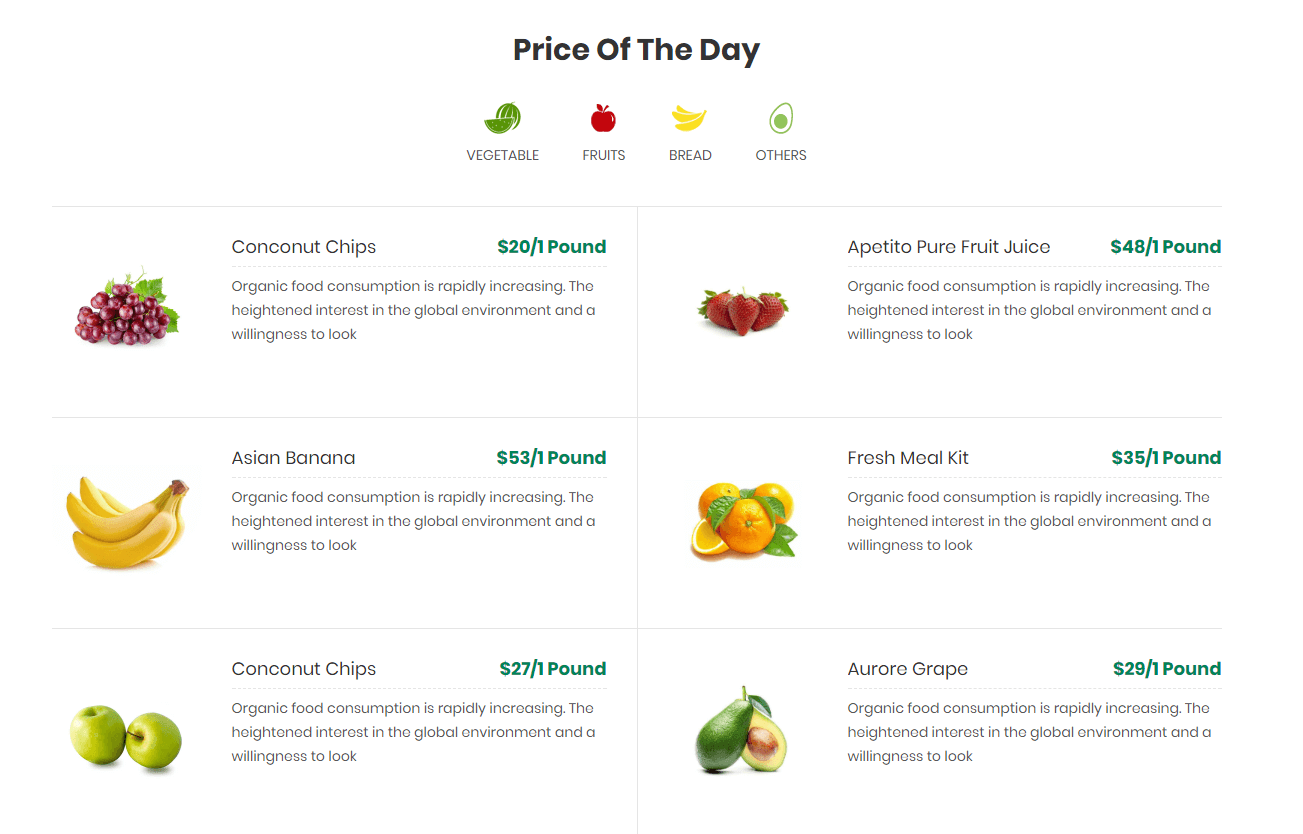 Price Of The Day
VEGETABLE
FRUITS
BREAD
OTHERS
Conconut Chips $20/1 Pound
Organic food consumption is rapidly increasing. The
heightened interest in the global environment and a
willingness to look
Apetito Pure Fruit Juice $48/1 Pound
Organic food consumption is rapidly increasing. The
heightened interest in the global environment and a
willingness to look
Asian Banana $53/1 Pound
Organic food consumption is rapidly increasing. The
heightened interest in the global environment and a
willingness to look
Fresh Meal Kit $35/1 Pound
Organic food consumption is rapidly increasing. The
heightened interest in the global environment and a
willingness to look
Conconut Chips $27/1 Pound
Organic food consumption is rapidly increasing. The
heightened interest in the global environment and a
willingness to look
Aurore Grape $29/1 Pound
Organic food consumption is rapidly increasing. The
heightened interest in the global environment and a
willingness to look